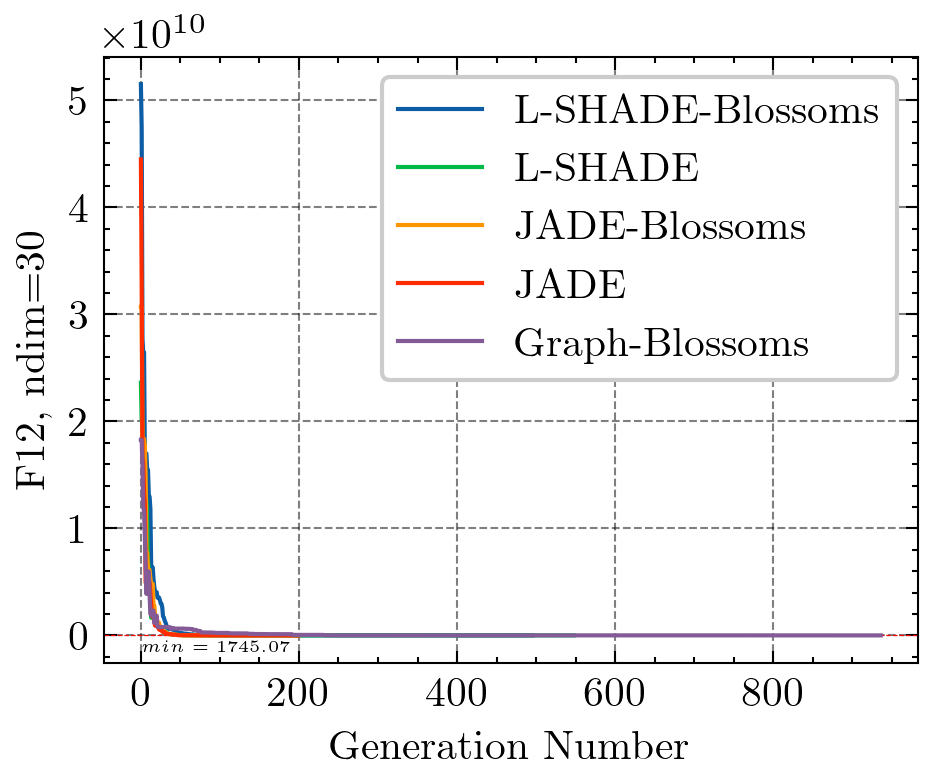 ×10^10
5
4
3
2
1
0
F12, ndim=30
L-SHADE-Blossoms
L-SHADE
JADE-Blossoms
JADE
Graph-Blossoms
min = 1745.07
0 200 400 600 800
Generation Number